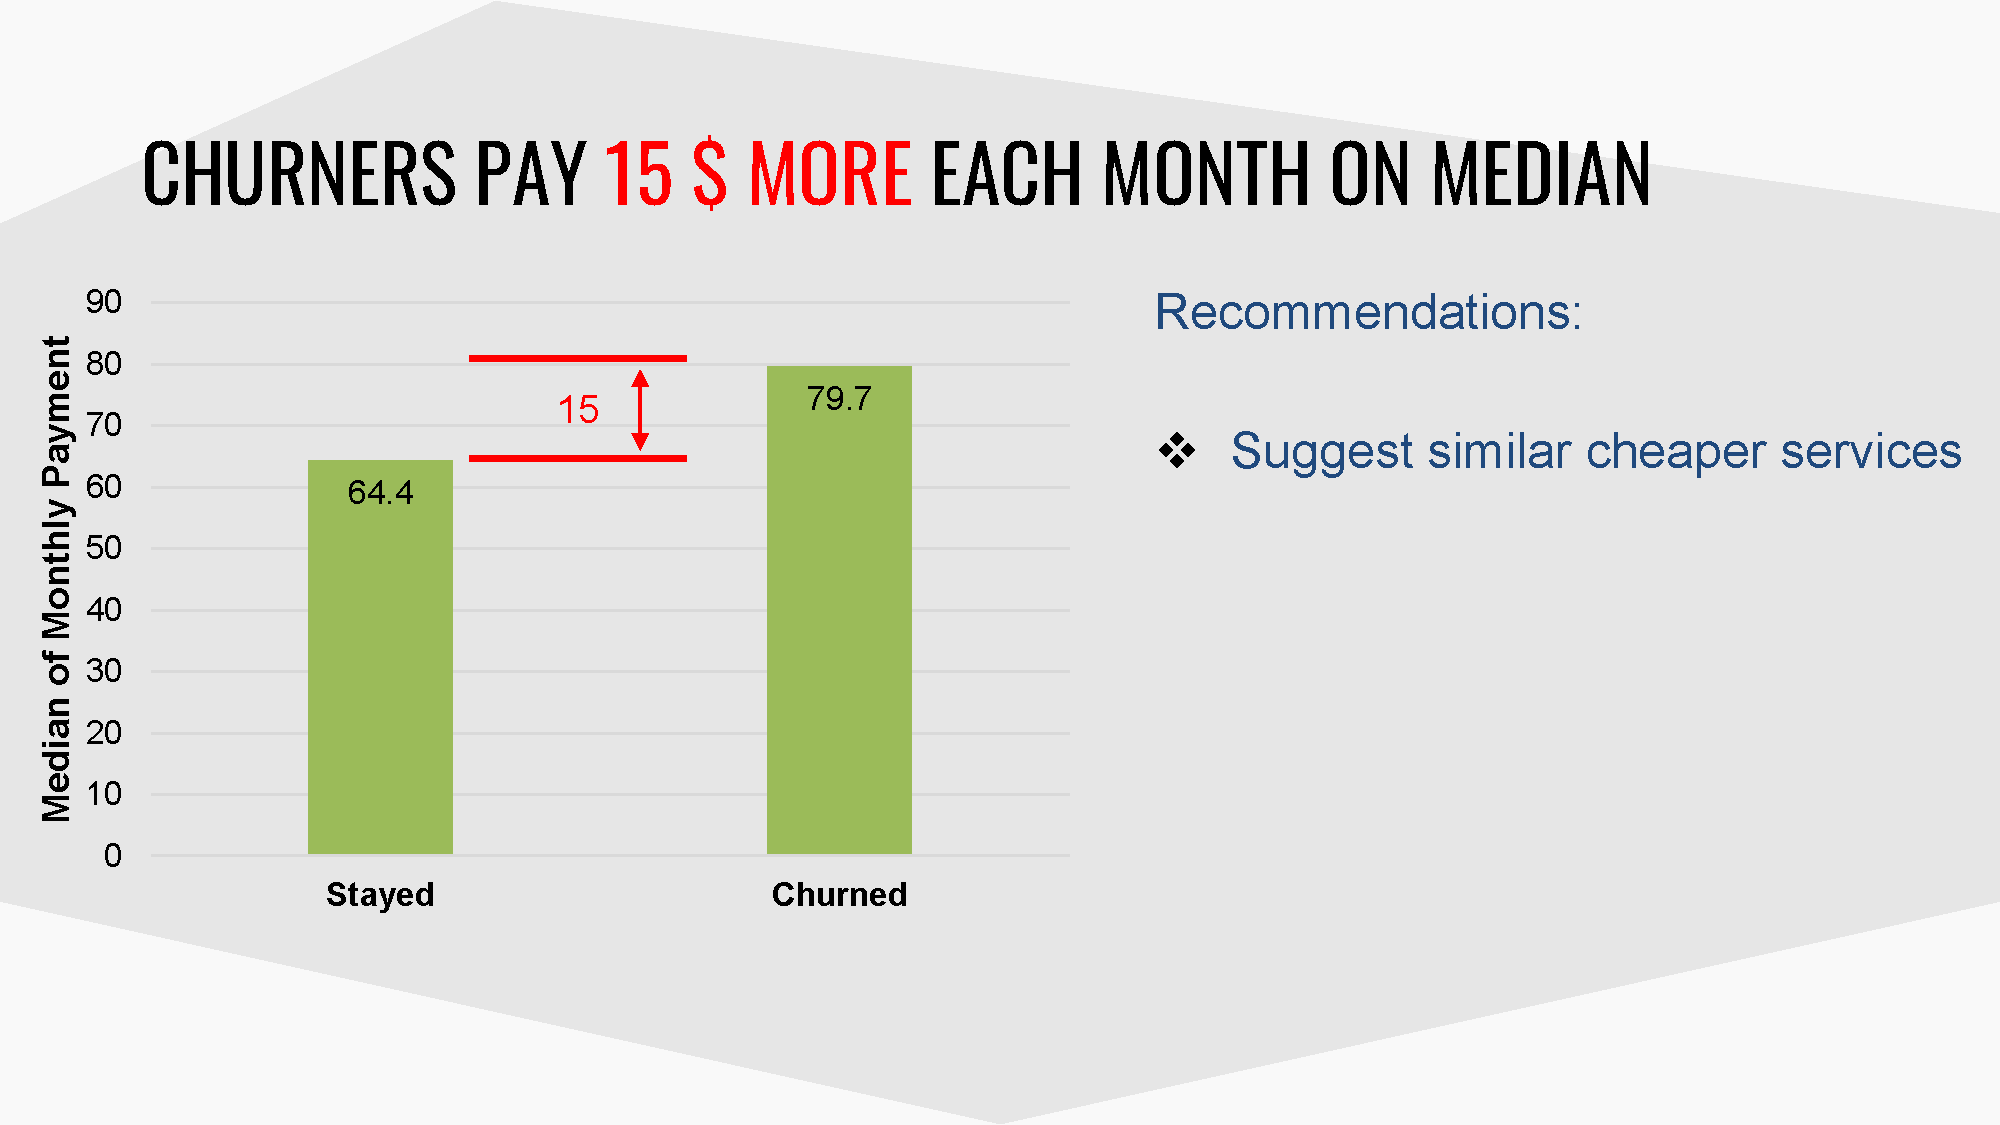 CHURNERS PAY 15 $ MORE EACH MONTH ON MEDIAN
Median of Monthly Payment
90
80
70
60
50
40
30
20
10
0
64.4
15
79.7
Stayed
Churned
Recommendations:
❖ Suggest similar cheaper services